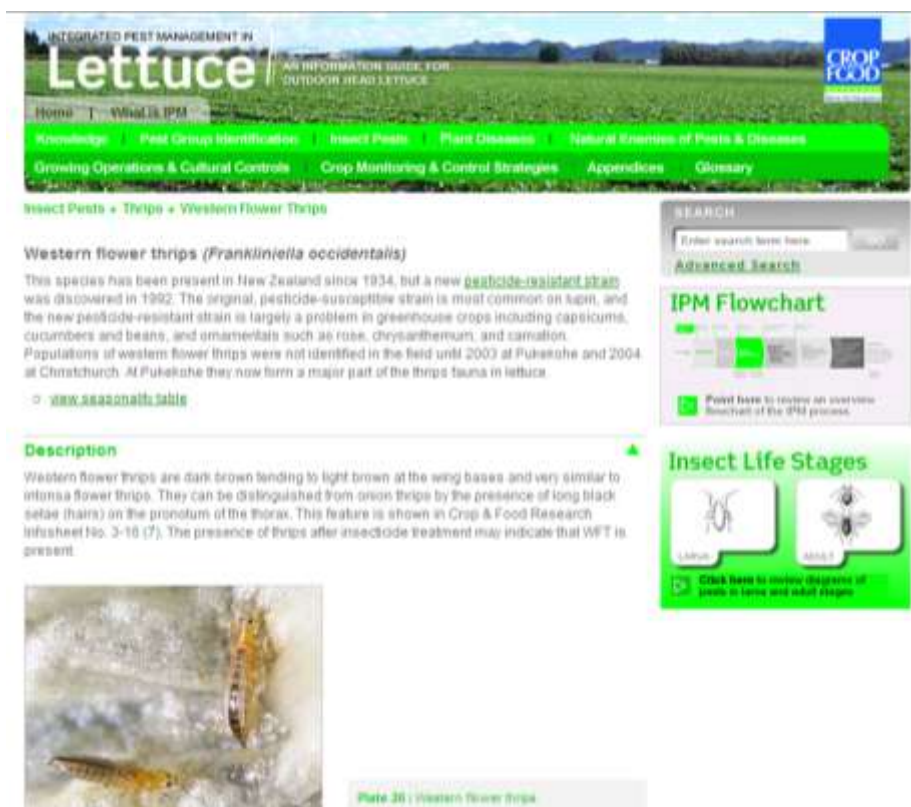 INTEGRATED PEST MANAGEMENT IN
Lettuce
AN INFORMATION GUIDE FOR
OUTDOOR HEAD LETTUCE
CROP
FOOD
Home | What is IPM
Knowledge | Pest Group Identification | Insect Pests | Plant Diseases | Natural Enemies of Pests & Diseases
Growing Operations & Cultural Controls | Crop Monitoring & Control Strategies Appendices Glossary
Insect Pests • Thrips • Western Flower Thrips
Western flower thrips (Frankliniella occidentalis)
This species has been present in New Zealand since 1934, but a new pesticide-resistant strain
was discovered in 1992. The original, pesticide-susceptible strain is most common on lupin, and
the new pesticide-resistant strain is largely a problem in greenhouse crops including capsicums,
cucumbers and beans, and ornamentals such as rose, chrysanthemum, and carnation.
Populations of western flower thrips were not identified in the field until 2003 at Pukekohe and 2004
at Christchurch. At Pukekohe they now form a major part of the thrips fauna in lettuce.
view seasonality table
Description
Western flower thrips are dark brown tending to light brown at the wing bases and very similar to
intonsa flower thrips. They can be distinguished from onion thrips by the presence of long black
setae (hairs) on the pronotum of the thorax. This feature is shown in Crop & Food Research
Infosheet No. 3-16 (7). The presence of thrips after insecticide treatment may indicate that WFT is
present.
Plate 26 | Western flower thrips.
SEARCH
Enter search term here
Advanced Search
IPM Flowchart
Point here to review an overview
flowchart of the IPM process
Insect Life Stages
LARVA
ADULT
Click here to review diagrams of
pests in larva and adult stages